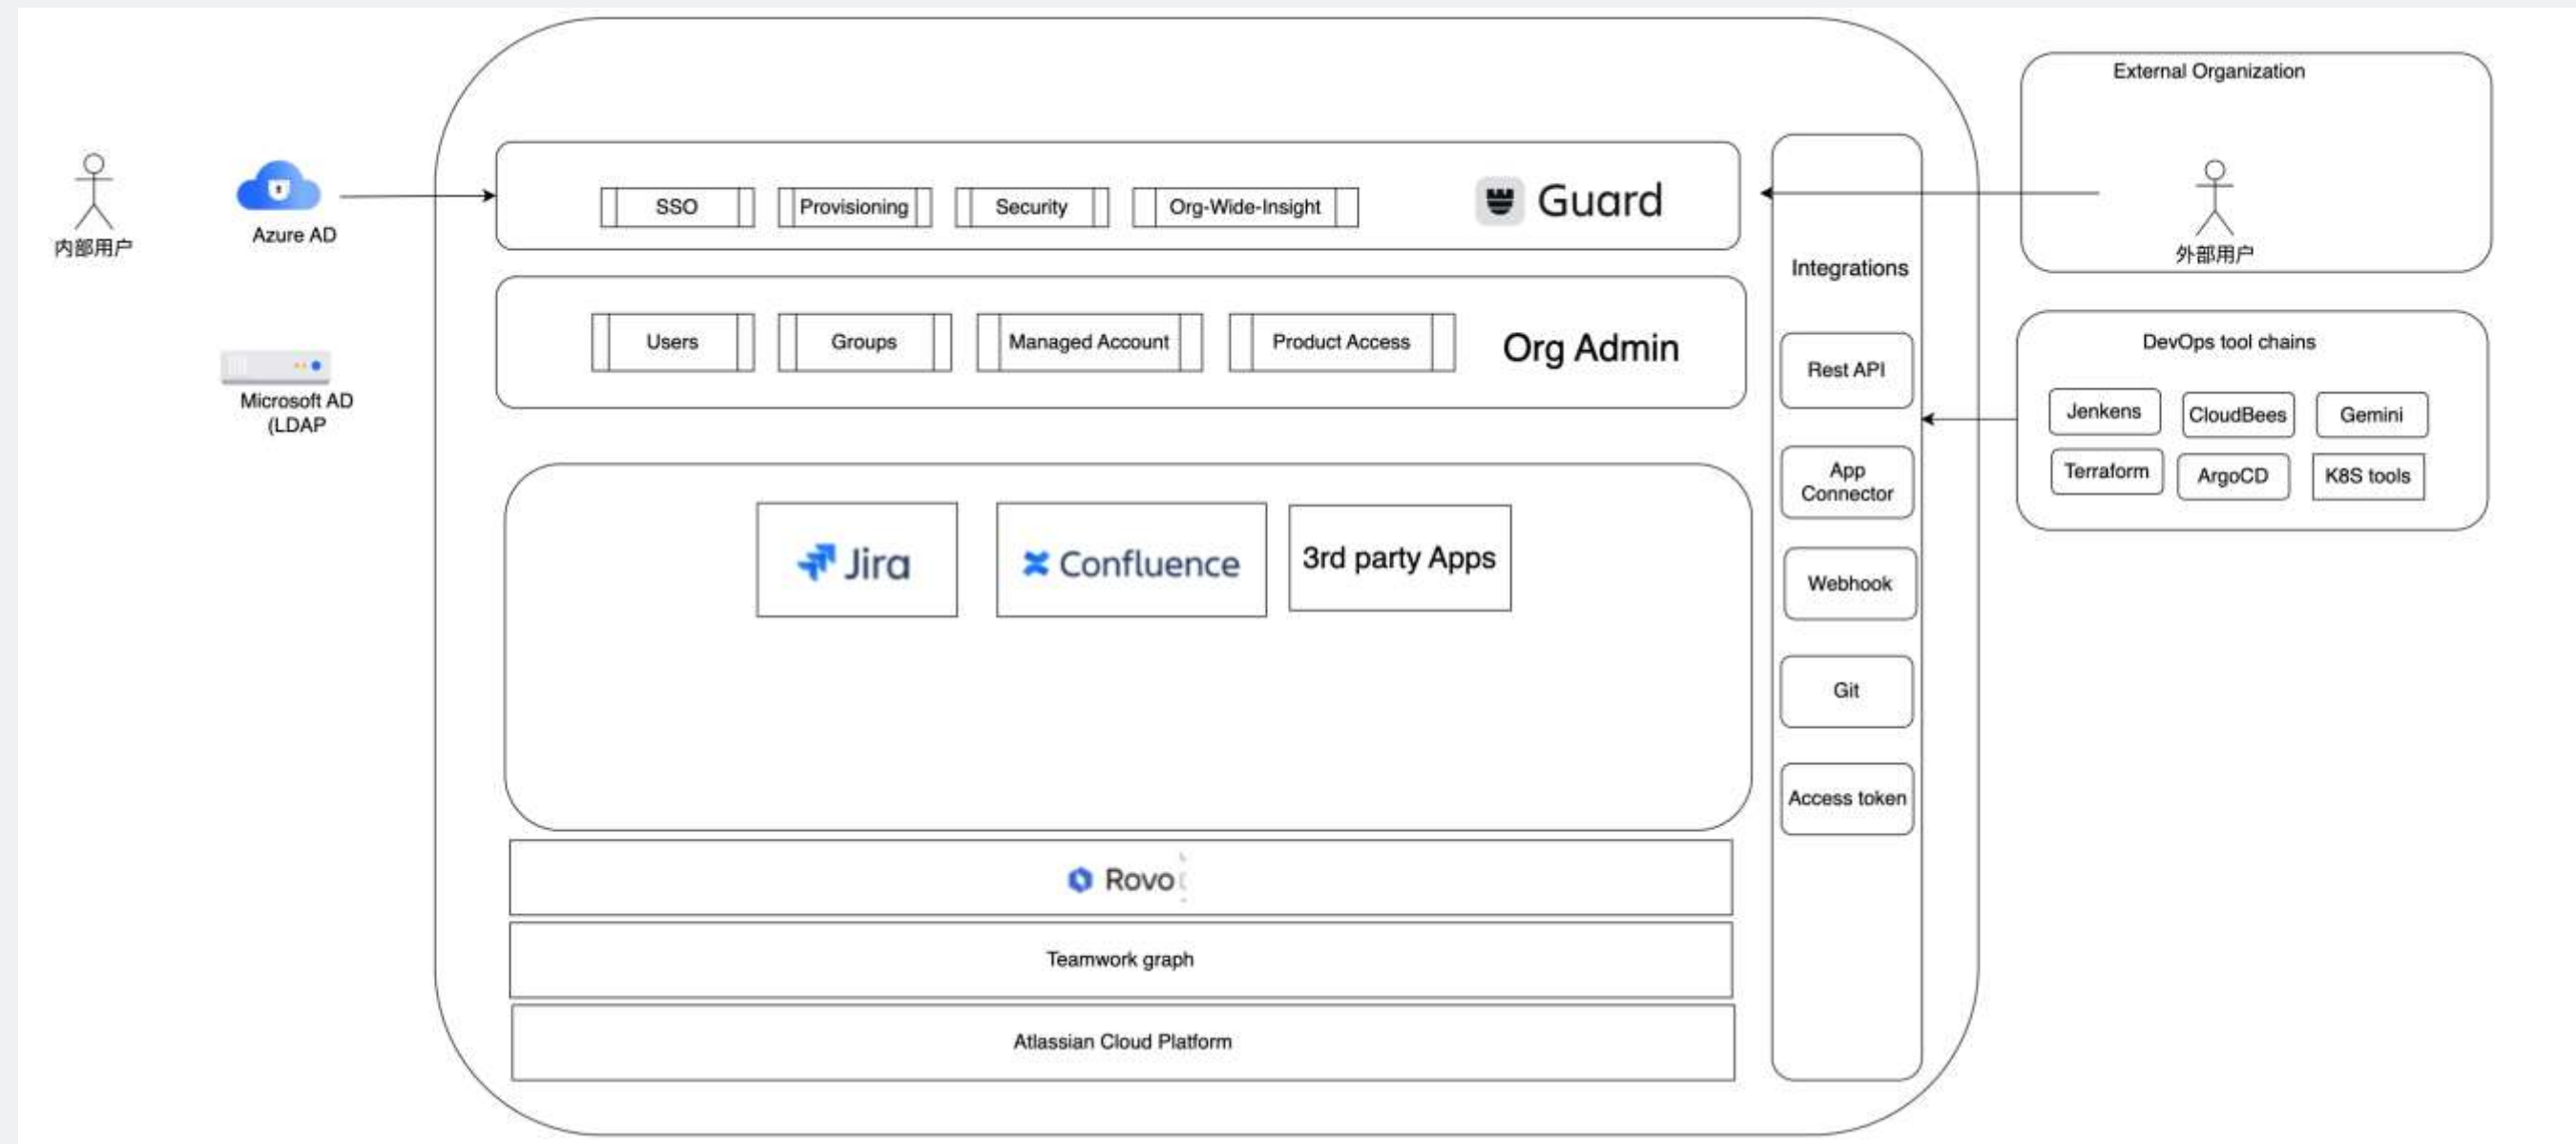 内部用户
Azure AD
Microsoft AD
(LDAP
SSO
Provisioning
Security
Org-Wide-Insight
Guard
Users
Groups
Managed Account
Product Access
Org Admin
Jira
Confluence
3rd party Apps
Rovo
Teamwork graph
Atlassian Cloud Platform
Integrations
Rest API
App
Connector
Webhook
Git
Access token
External Organization
外部用户
DevOps tool chains
Jenkens
CloudBees
Gemini
Terraform
ArgoCD
K8S tools